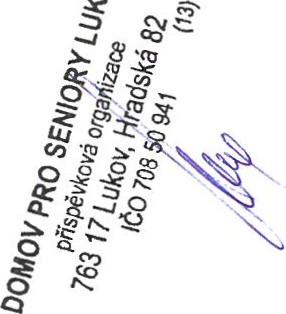 DOMOV PRO SENIORY LUK
příspěvková organizace
763 17 Lukov, Hradská 82
IČO 708 50 941
(13)